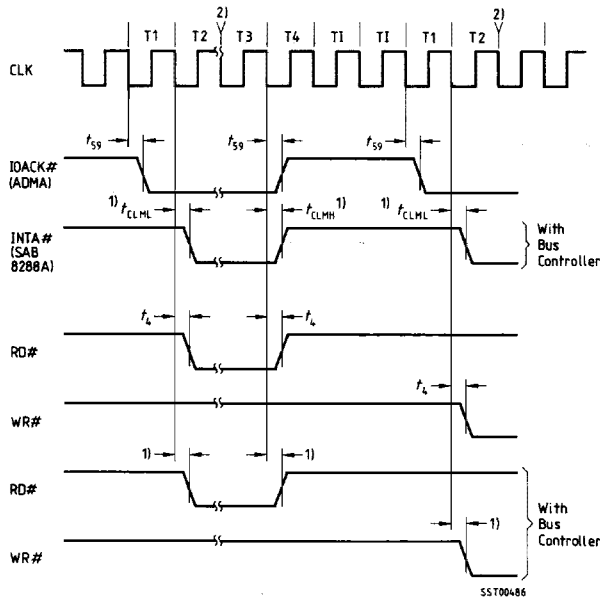 2) 2)
T1 T2 T3 T4 TI TI T1 T2
CLK
t59 t59 t59
IOACK#
(ADMA)
1) tCLML tCLMH 1) 1) tCLML
INTA#
(SAB
8288A)
With
Bus
Controller
t4 t4
RD#
t4
WR#
1) 1)
RD#
With
Bus
Controller
1)
WR#
SST00486